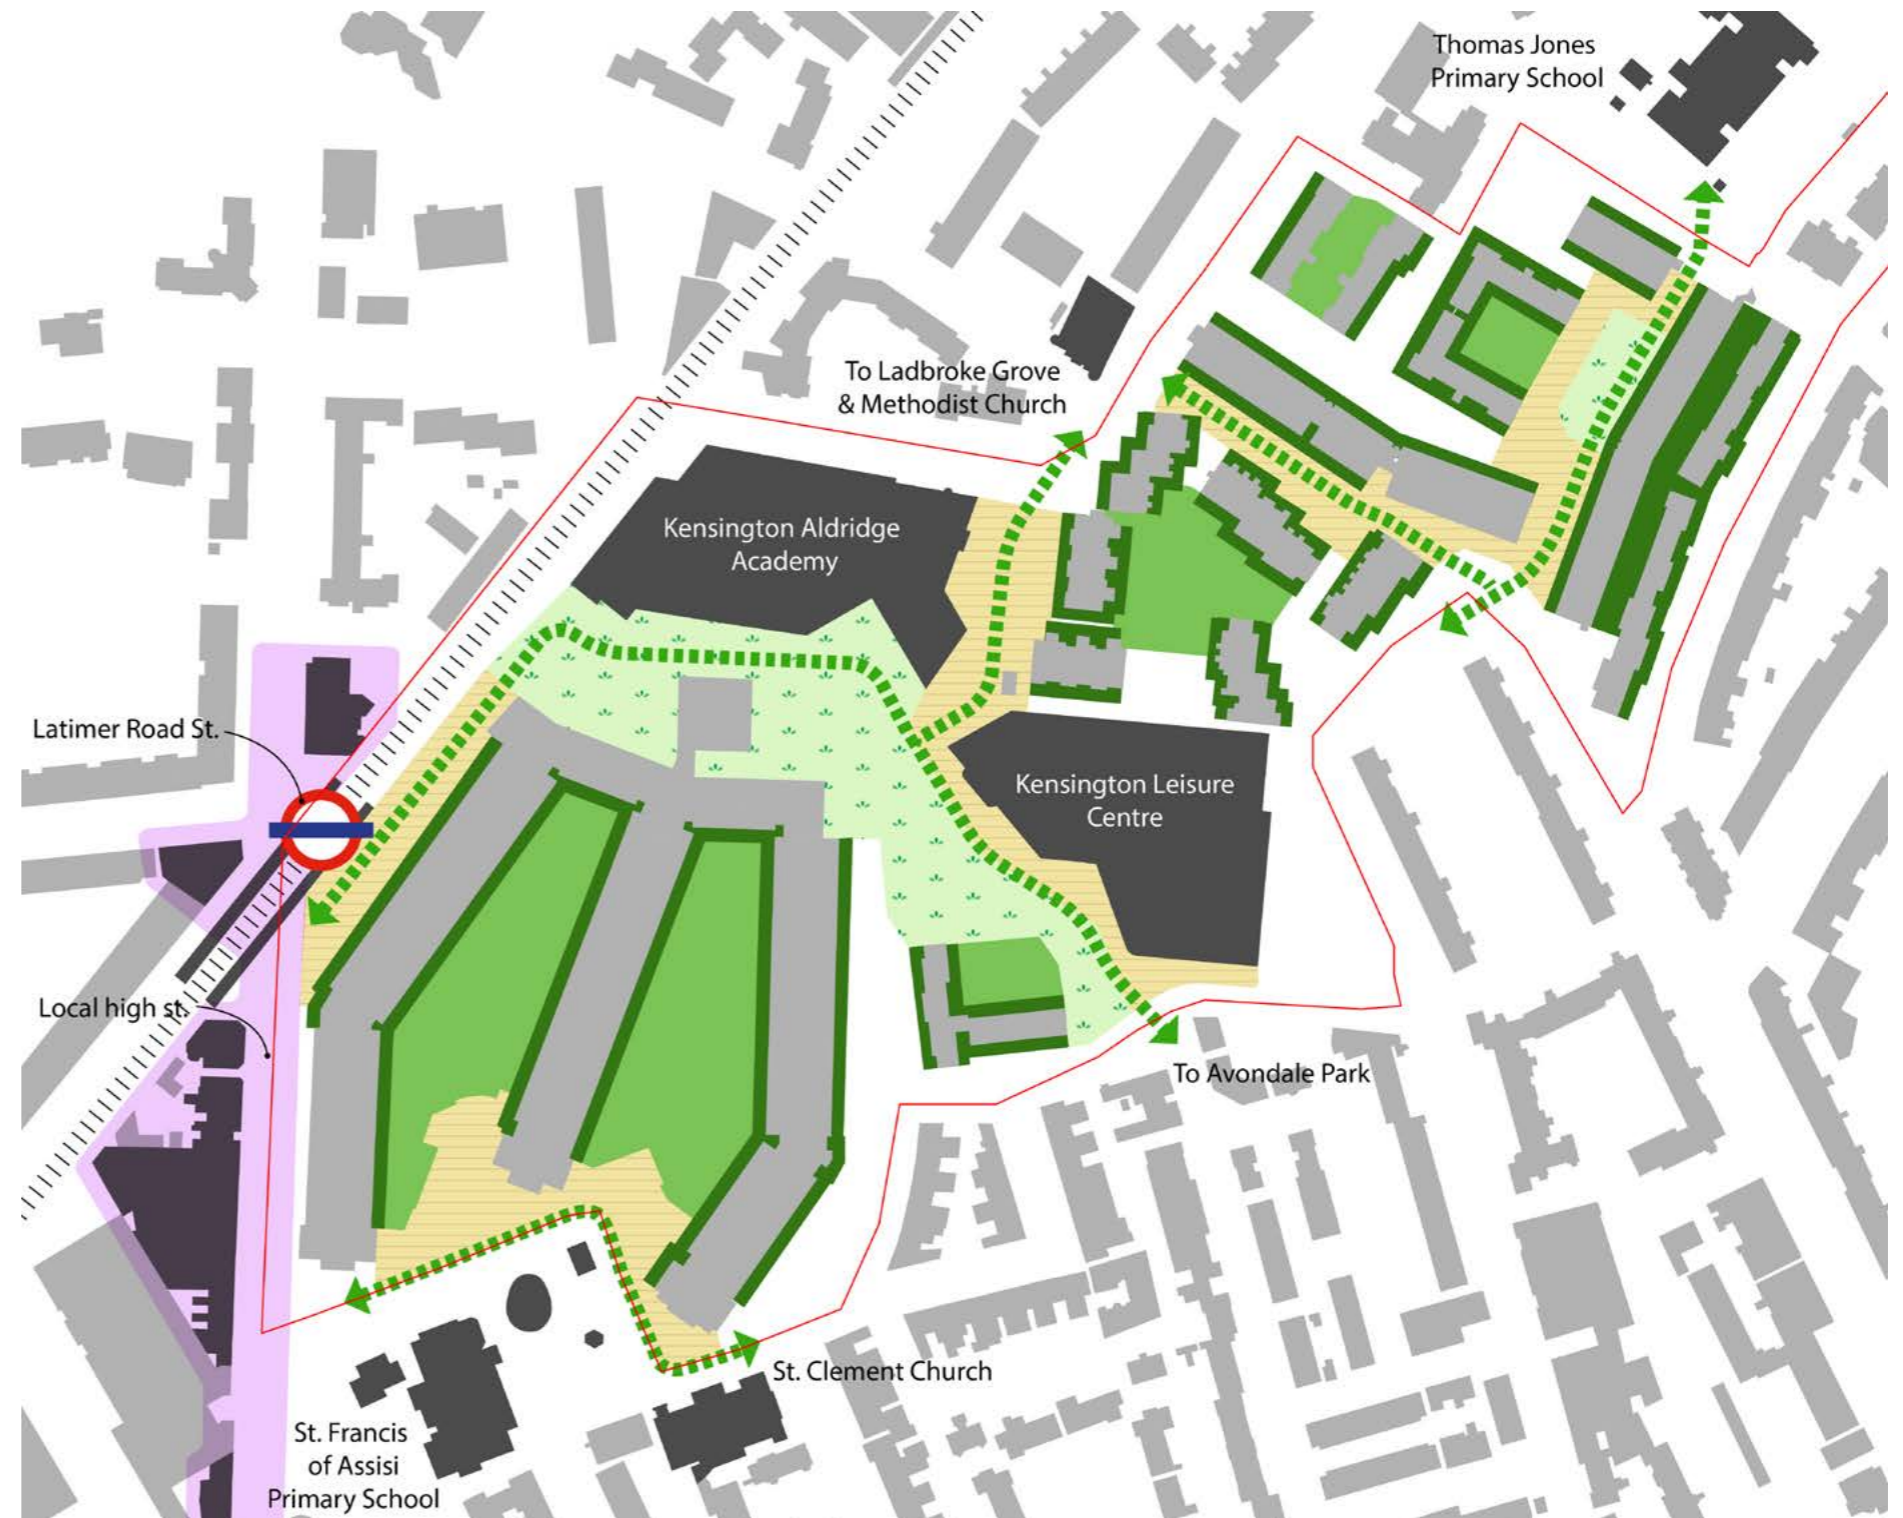 Thomas Jones
Primary School
To Ladbroke Grove
& Methodist Church
Kensington Aldridge
Academy
Latimer Road St.
Kensington Leisure
Centre
Local high st.
To Avondale Park
St. Clement Church
St. Francis
of Assisi
Primary School